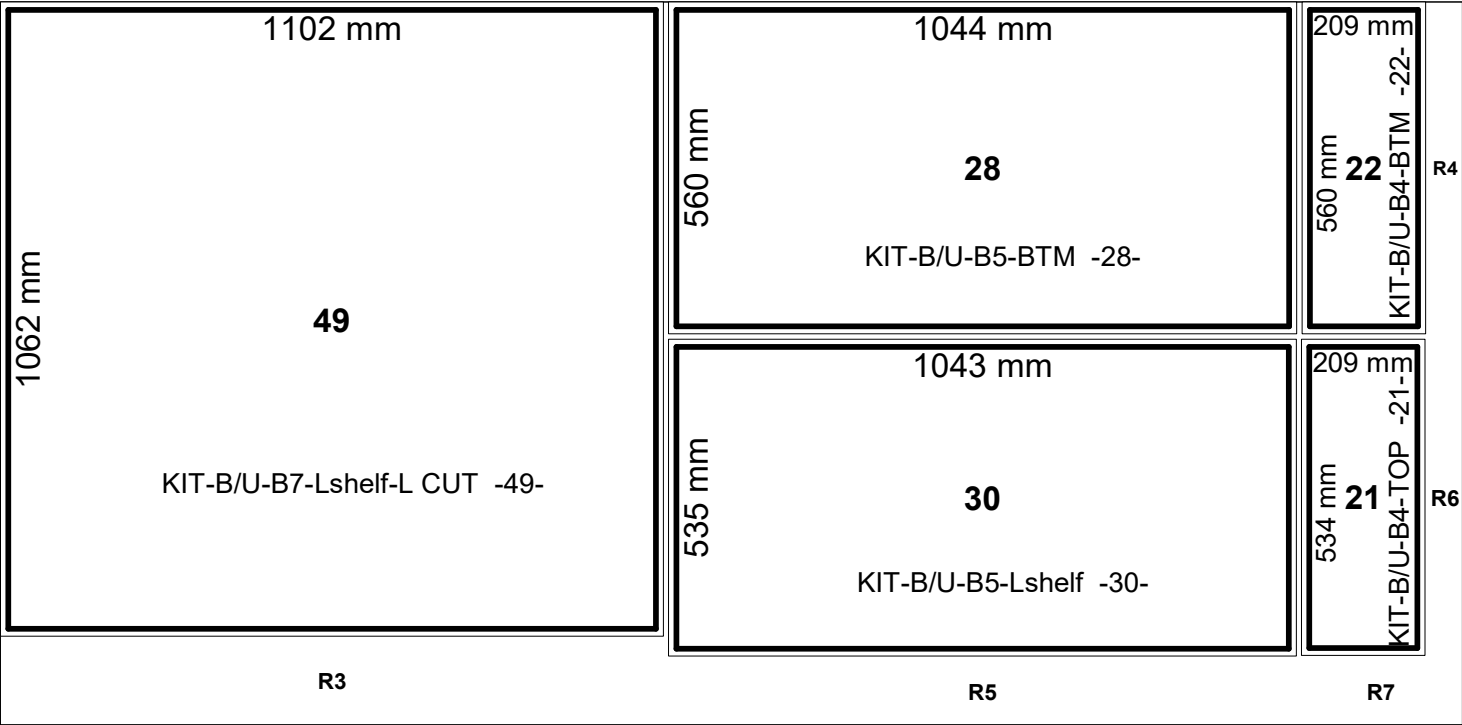 1102 mm
1062 mm
49
KIT-B/U-B7-Lshelf-L CUT -49-
1044 mm
560 mm
28
KIT-B/U-B5-BTM -28-
209 mm
560 mm
22
KIT-B/U-B4-BTM -22-
R4
1043 mm
535 mm
30
KIT-B/U-B5-Lshelf -30-
209 mm
534 mm
21
KIT-B/U-B4-TOP -21-
R6
R3
R5
R7